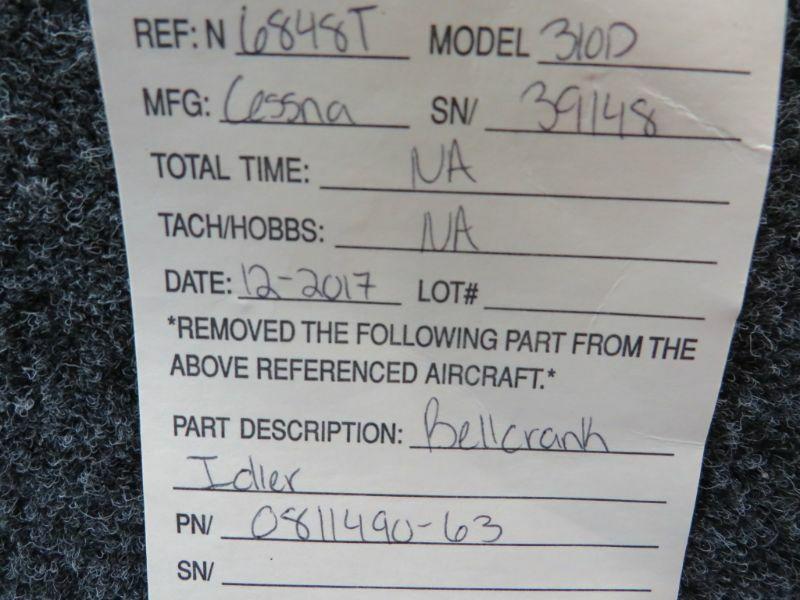 REF: N 6848T MODEL 310D
MFG: Cessna SN/ 39148
TOTAL TIME: NA
TACH/HOBBS: NA
DATE: 12-2017 LOT#
*REMOVED THE FOLLOWING PART FROM THE
ABOVE REFERENCED AIRCRAFT.*
PART DESCRIPTION: Bellcrank
Idler
PN/ 0811490-63
SN/